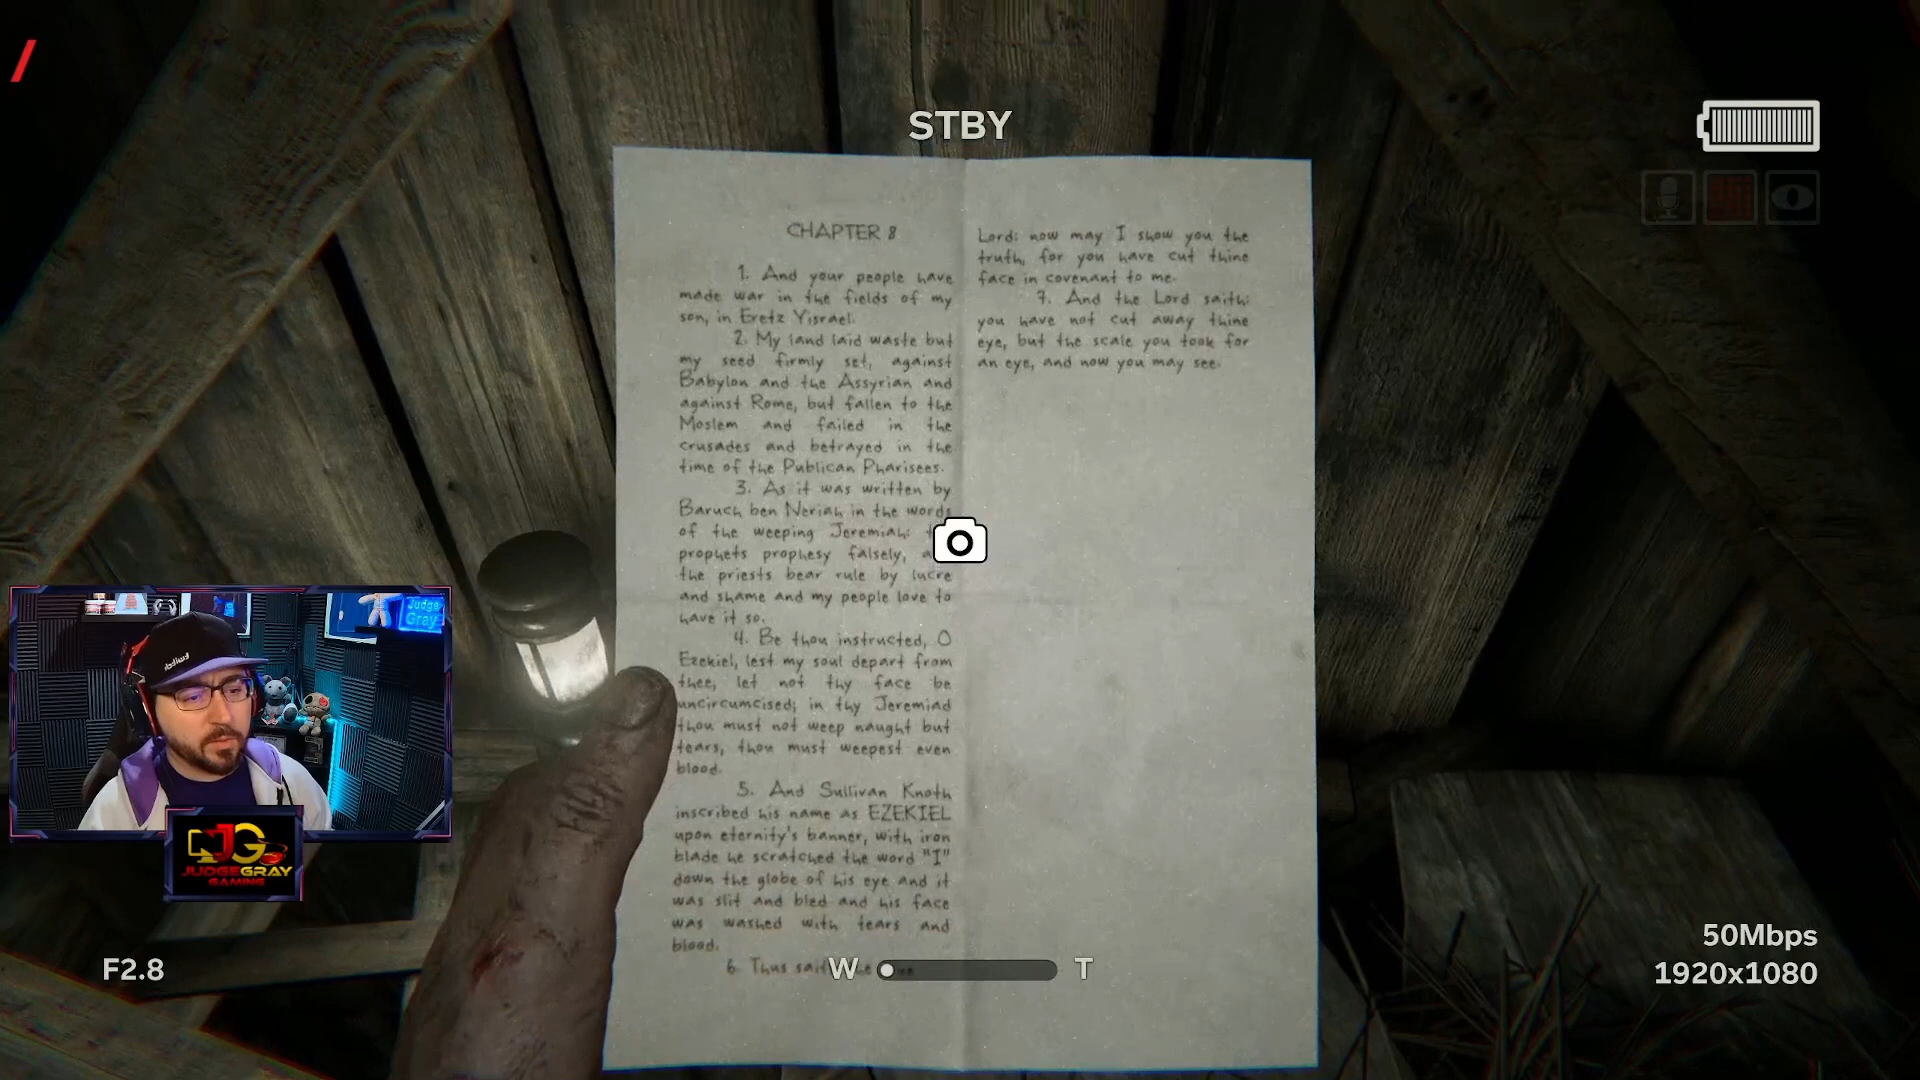 STBY
CHAPTER 8
1. And your people have
made war in the fields of my
son, in Eretz Yisrael.
2. My land laid waste but
my seed firmly set, against
Babylon and the Assyrian and
against Rome, but fallen to the
Moslem and failed in the
crusades and betrayed in the
time of the Publican Pharisees.
3. As it was written by
Baruch ben Neriah in the words
of the weeping Jeremiah:
prophets prophesy falsely,
the priests bear rule by lucre
and shame and my people love to
have it so.
4. Be thou instructed, O
Ezekiel, lest my soul depart from
thee, let not thy face be
uncircumcised; in thy Jeremiad
thou must not weep naught but
tears, thou must weepest even
blood.
5. And Sullivan Knoth
inscribed his name as EZEKIEL
upon eternity's banner, with iron
blade he scratched the word "I"
down the globe of his eye and it
was slit and bled and his face
was washed with tears and
blood.
6. Thus
Lord: now may I show you the
truth, for you have cut thine
face in covenant to me.
7. And the Lord saith:
you have not cut away thine
eye, but the scale you took for
an eye, and now you may see.
Judge
Gray
JG
JUDGEGRAY
GAMING
F2.8
W
T
50Mbps
1920x1080